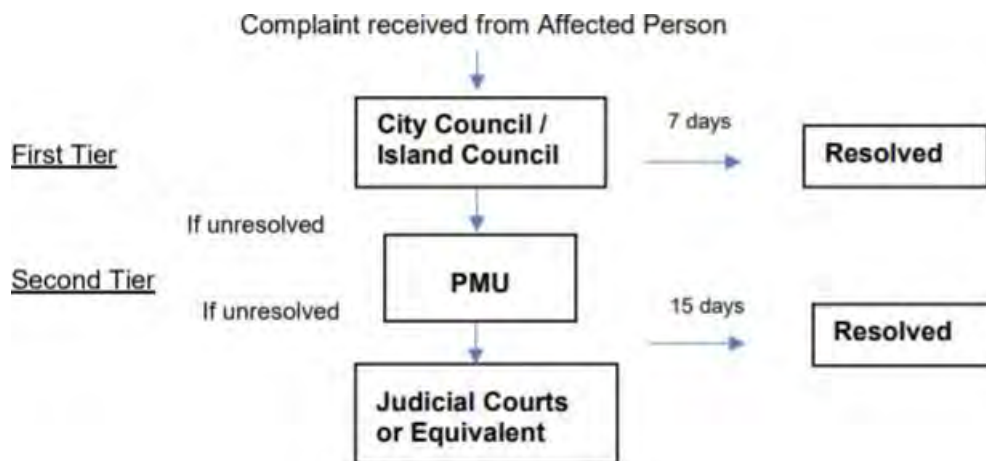 Complaint received from Affected Person
City Council /
Island Council
7 days
Resolved
First Tier
If unresolved
PMU
Second Tier
If unresolved
15 days
Resolved
Judicial Courts
or Equivalent